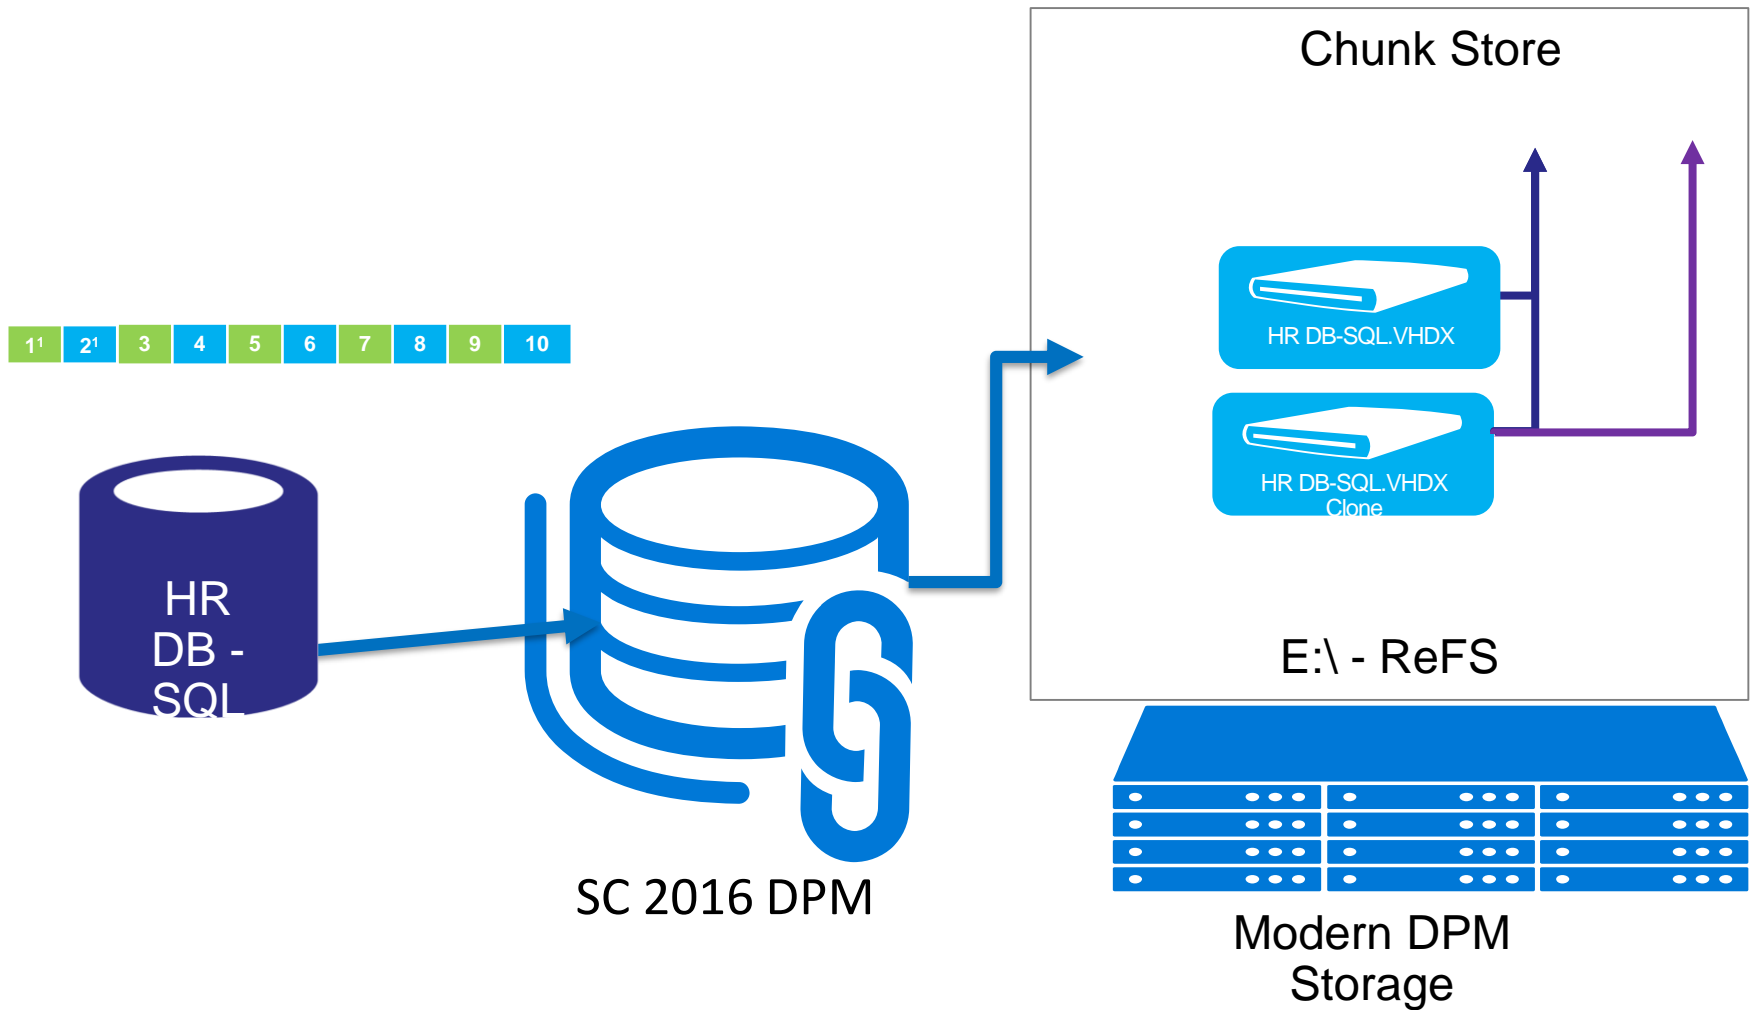 Chunk Store
HR DB-SQL.VHDX
1¹ 2¹ 3 4 5 6 7 8 9 10
HR DB-SQL.VHDX
Clone
HR
DB -
SQL
E:\ - ReFS
SC 2016 DPM
Modern DPM
Storage